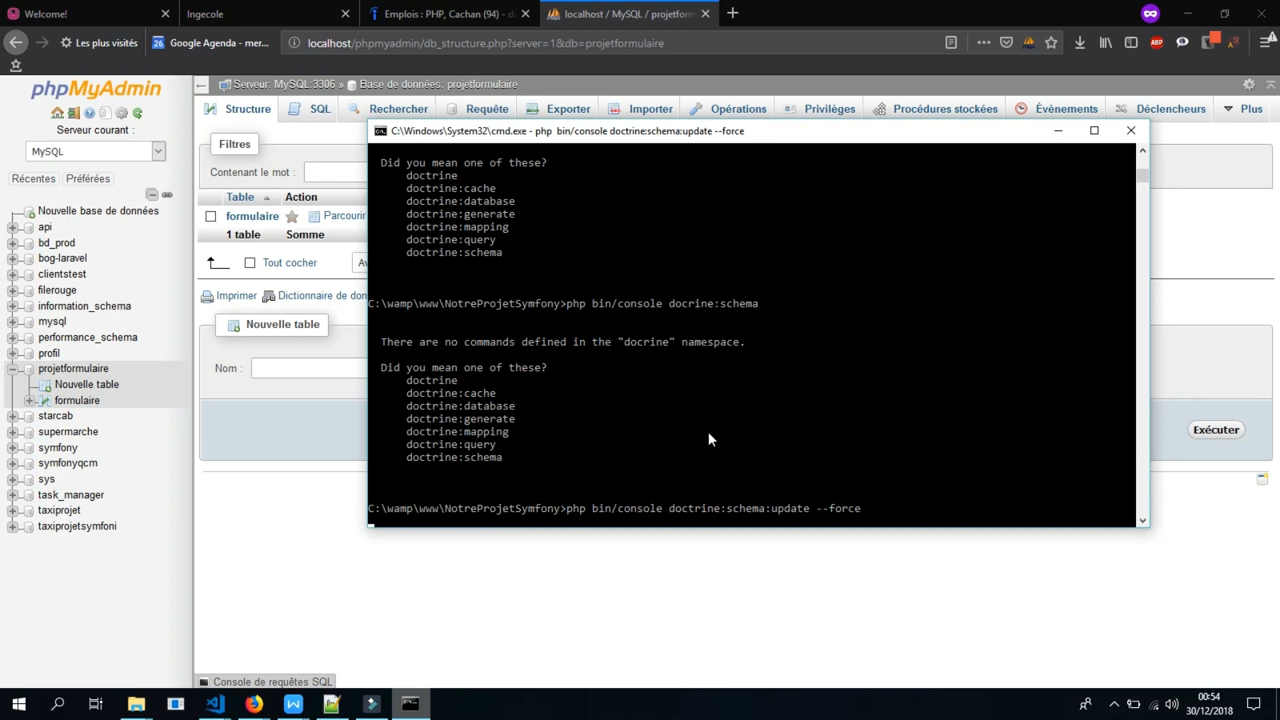 Welcome!
Ingecole
Emplois : PHP, Cachan (94) - d
localhost / MySQL / projetform
Les plus visités
26
Google Agenda - mer...
localhost/phpmyadmin/db_structure.php?server=1&db=projetformulaire
ABP
phpMyAdmin
Serveur courant :
MySQL
Récentes
Préférées
Nouvelle base de données
api
bd_prod
bog-laravel
clientstest
filerouge
information_schema
mysql
performance_schema
profil
projetformulaire
Nouvelle table
formulaire
starcab
supermarche
symfony
symfonyqcm
sys
task_manager
taxiprojet
taxiprojetsymfoni
Serveur: MySQL:3306 » Base de données: projetformulaire
Structure
SQL
Rechercher
Requête
Exporter
Importer
Opérations
Privilèges
Procédures stockées
Évènements
Déclencheurs
Plus
Filtres
Contenant le mot :
Table
Action
formulaire
Parcourir
1 table
Somme
Tout cocher
Av
Imprimer
Dictionnaire de don
Nouvelle table
Nom :
Exécuter
C:\Windows\System32\cmd.exe - php bin/console doctrine:schema:update --force
Did you mean one of these?
doctrine
doctrine:cache
doctrine:database
doctrine:generate
doctrine:mapping
doctrine:query
doctrine:schema
C:\wamp\www\NotreProjetSymfony>php bin/console docrine:schema
There are no commands defined in the "docrine" namespace.
Did you mean one of these?
doctrine
doctrine:cache
doctrine:database
doctrine:generate
doctrine:mapping
doctrine:query
doctrine:schema
C:\wamp\www\NotreProjetSymfony>php bin/console doctrine:schema:update --force
Console de requêtes SQL
00:54
30/12/2018